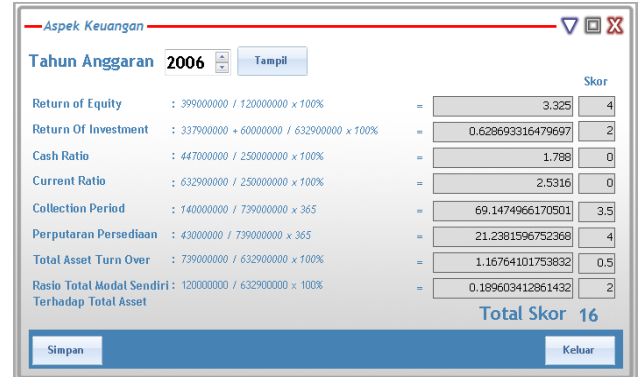 Aspek Keuangan
Tahun Anggaran 2006 Tampil
Skor
Return of Equity : 399000000 / 120000000 x 100% = 3.325 4
Return Of Investment : 337900000 + 60000000 / 632900000 x 100% = 0.628693316479697 2
Cash Ratio : 447000000 / 250000000 x 100% = 1.788 0
Current Ratio : 632900000 / 250000000 x 100% = 2.5316 0
Collection Period : 140000000 / 739000000 x 365 = 69.1474966170501 3.5
Perputaran Persediaan : 43000000 / 739000000 x 365 = 21.2381596752368 4
Total Asset Turn Over : 739000000 / 632900000 x 100% = 1.16764101753832 0.5
Rasio Total Modal Sendiri : 120000000 / 632900000 x 100% = 0.189603412861432 2
Terhadap Total Asset
Total Skor 16
Simpan Keluar